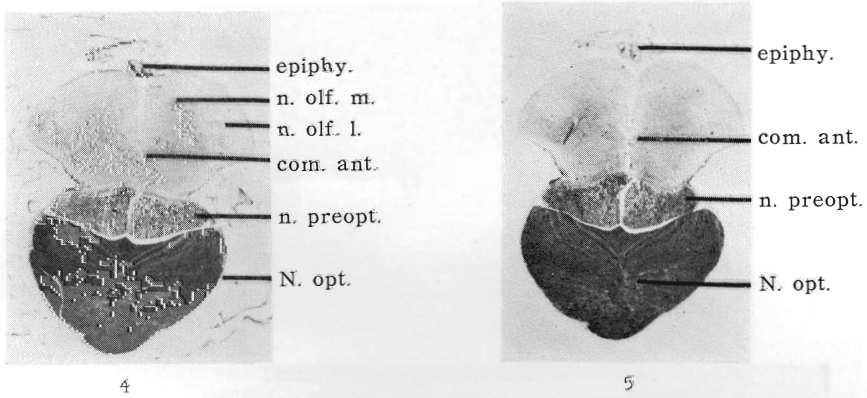 epiphy.
n. olf. m.
n. olf. l.
com. ant.
n. preopt.
N. opt.
4
epiphy.
com. ant.
n. preopt.
N. opt.
5